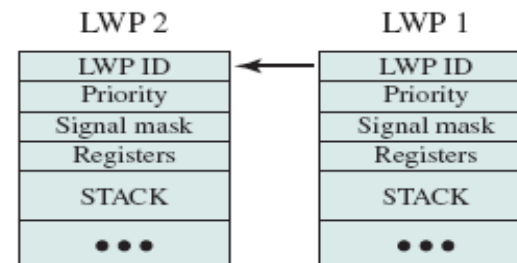 LWP 2
LWP ID
Priority
Signal mask
Registers
STACK
•••
LWP 1
LWP ID
Priority
Signal mask
Registers
STACK
•••